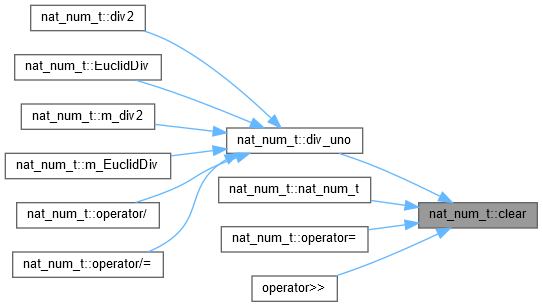 nat_num_t::div2
nat_num_t::EuclidDiv
nat_num_t::m_div2
nat_num_t::m_EuclidDiv
nat_num_t::operator/
nat_num_t::operator/=
nat_num_t::div_uno
nat_num_t::nat_num_t
nat_num_t::operator=
operator>>
nat_num_t::clear